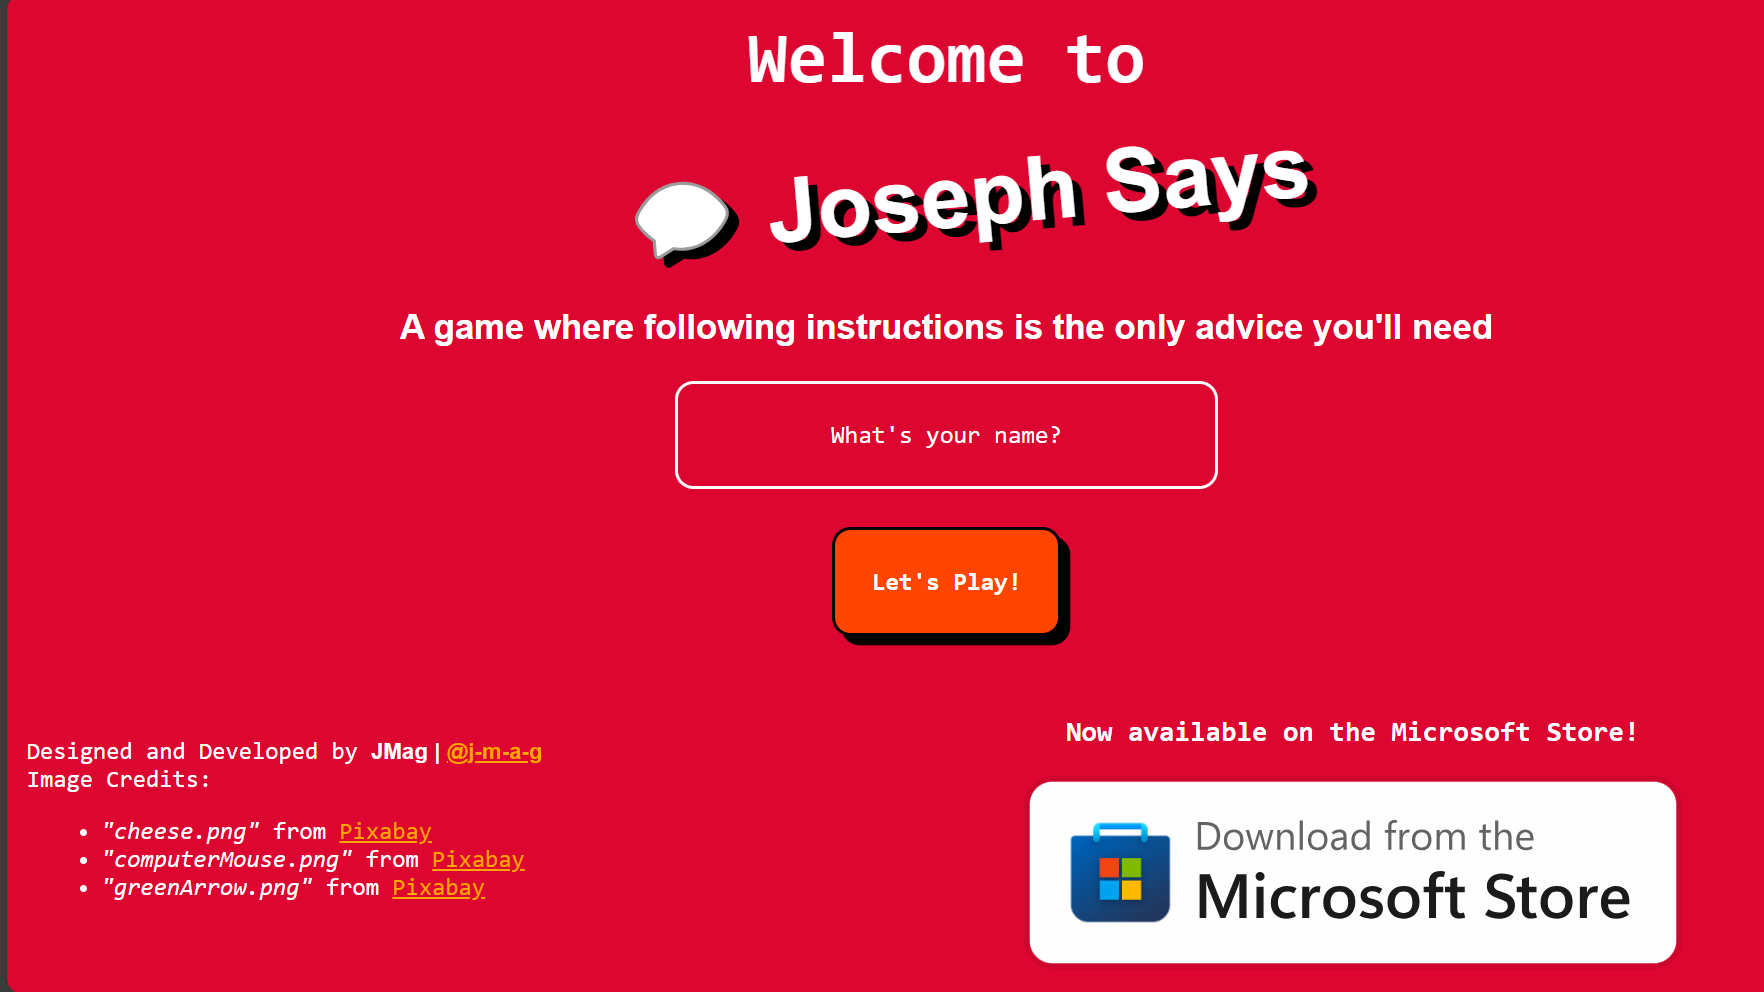 Welcome to
Joseph Says
A game where following instructions is the only advice you'll need
What's your name?
Let's Play!
Designed and Developed by JMag | @j-m-a-g
Image Credits:
• "cheese.png" from Pixabay
• "computerMouse.png" from Pixabay
• "greenArrow.png" from Pixabay
Now available on the Microsoft Store!
Download from the
Microsoft Store